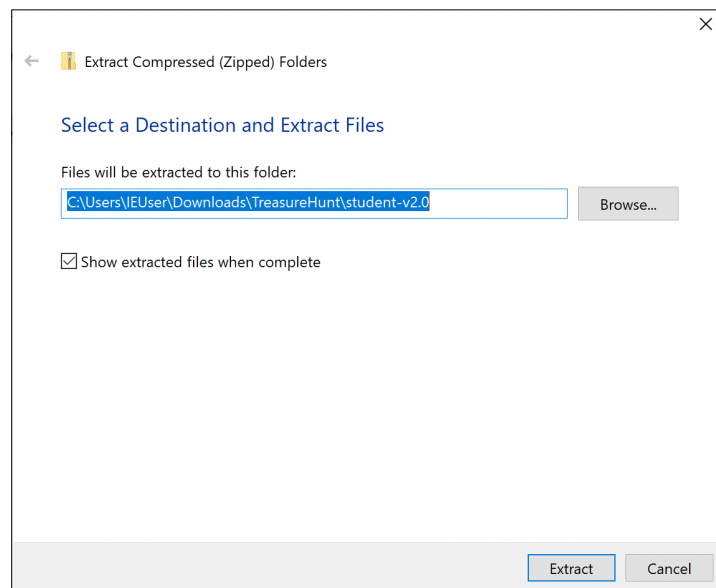 Extract Compressed (Zipped) Folders
Select a Destination and Extract Files
Files will be extracted to this folder:
C:\Users\IEUser\Downloads\TreasureHunt\student-v2.0
Browse...
Show extracted files when complete
Extract
Cancel